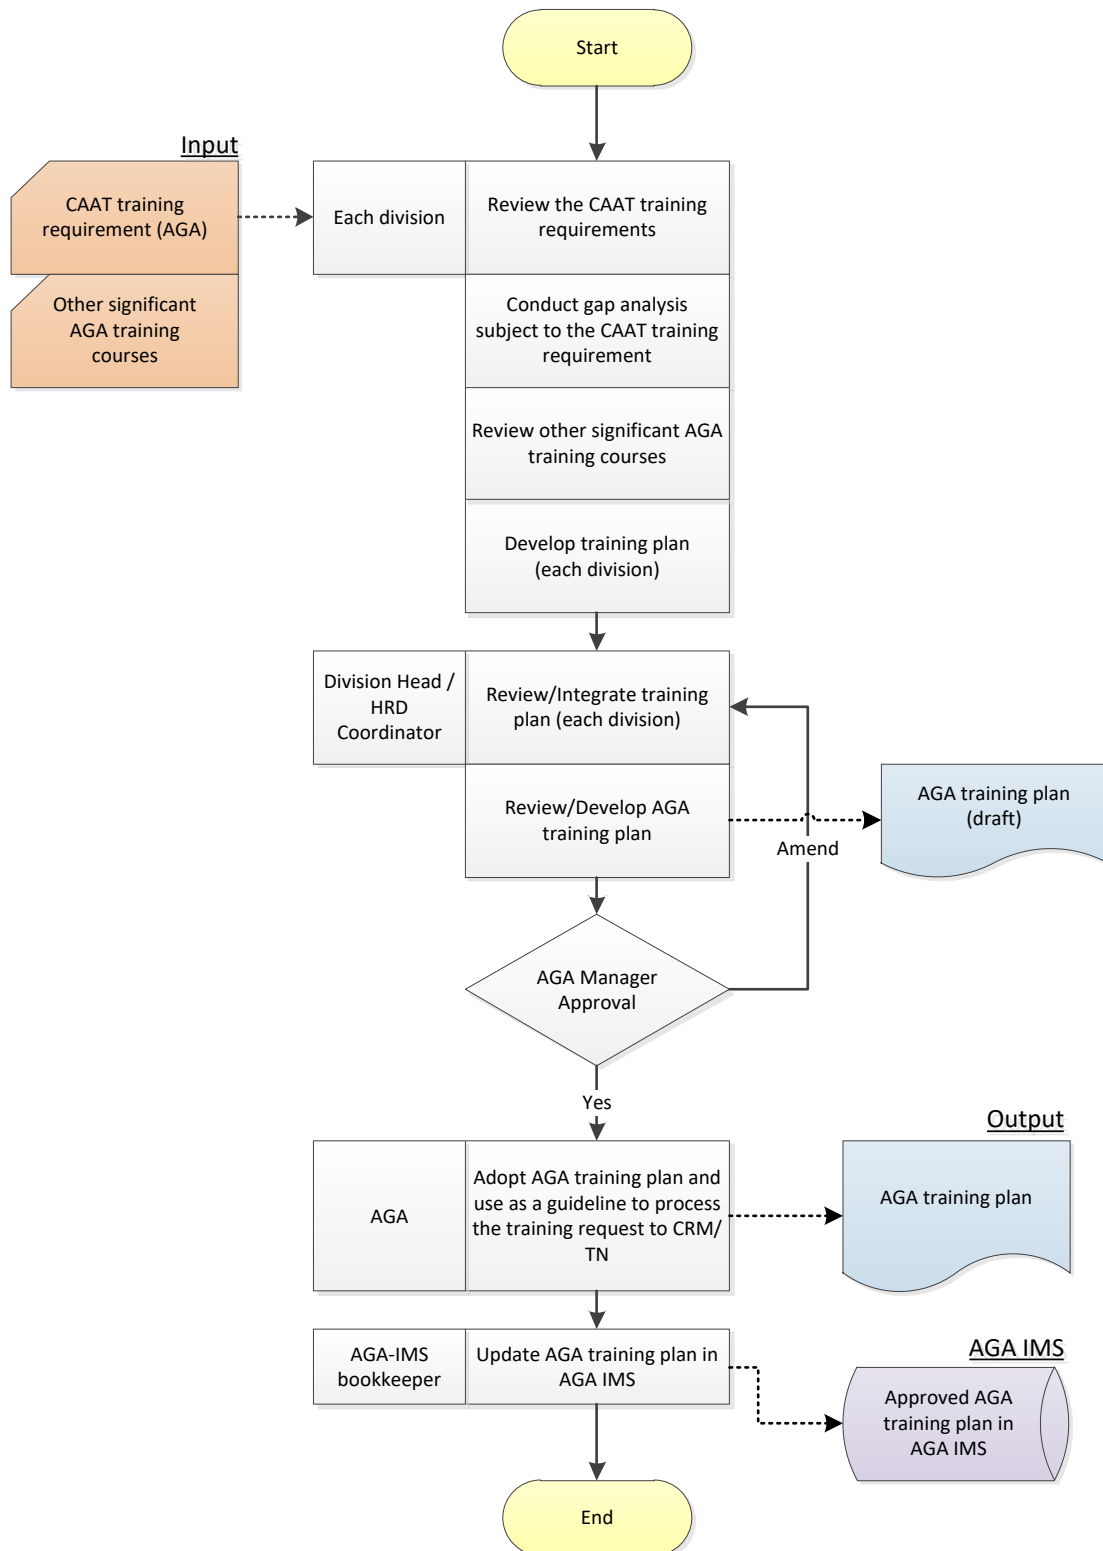 Start
Input
CAAT training
requirement (AGA)
Each division
Review the CAAT training
requirements
Other significant
AGA training
courses
Conduct gap analysis
subject to the CAAT training
requirement
Review other significant AGA
training courses
Develop training plan
(each division)
Division Head /
HRD
Coordinator
Review/Integrate training
plan (each division)
Review/Develop AGA
training plan
AGA training plan
(draft)
Amend
AGA Manager
Approval
Yes
Output
AGA
Adopt AGA training plan and
use as a guideline to process
the training request to CRM/
TN
AGA training plan
AGA-IMS
bookkeeper
Update AGA training plan in
AGA IMS
AGA IMS
Approved AGA
training plan in
AGA IMS
End